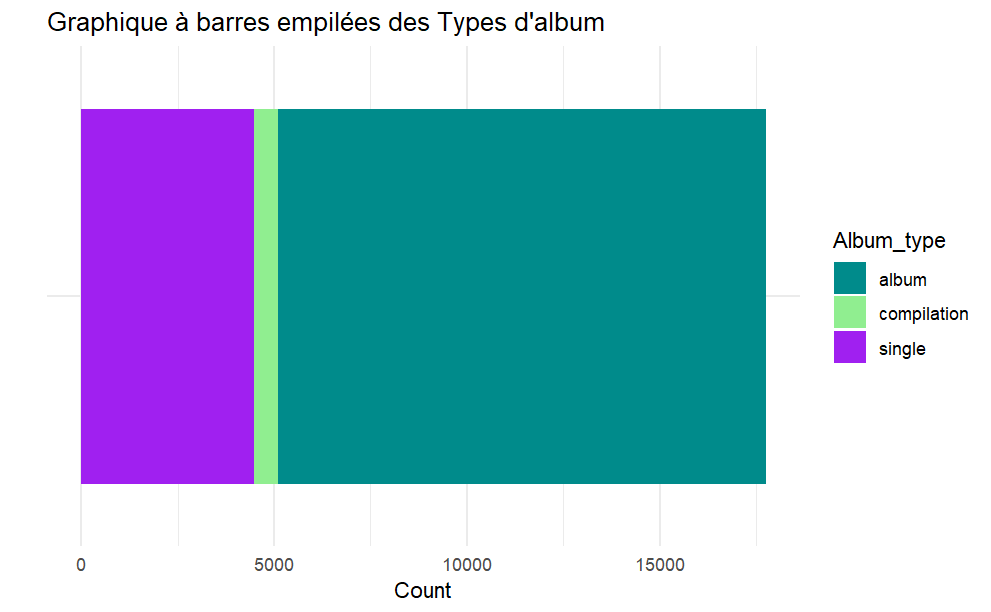 Graphique à barres empilées des Types d'album
Album_type
album
compilation
single
0 5000 10000 15000
Count